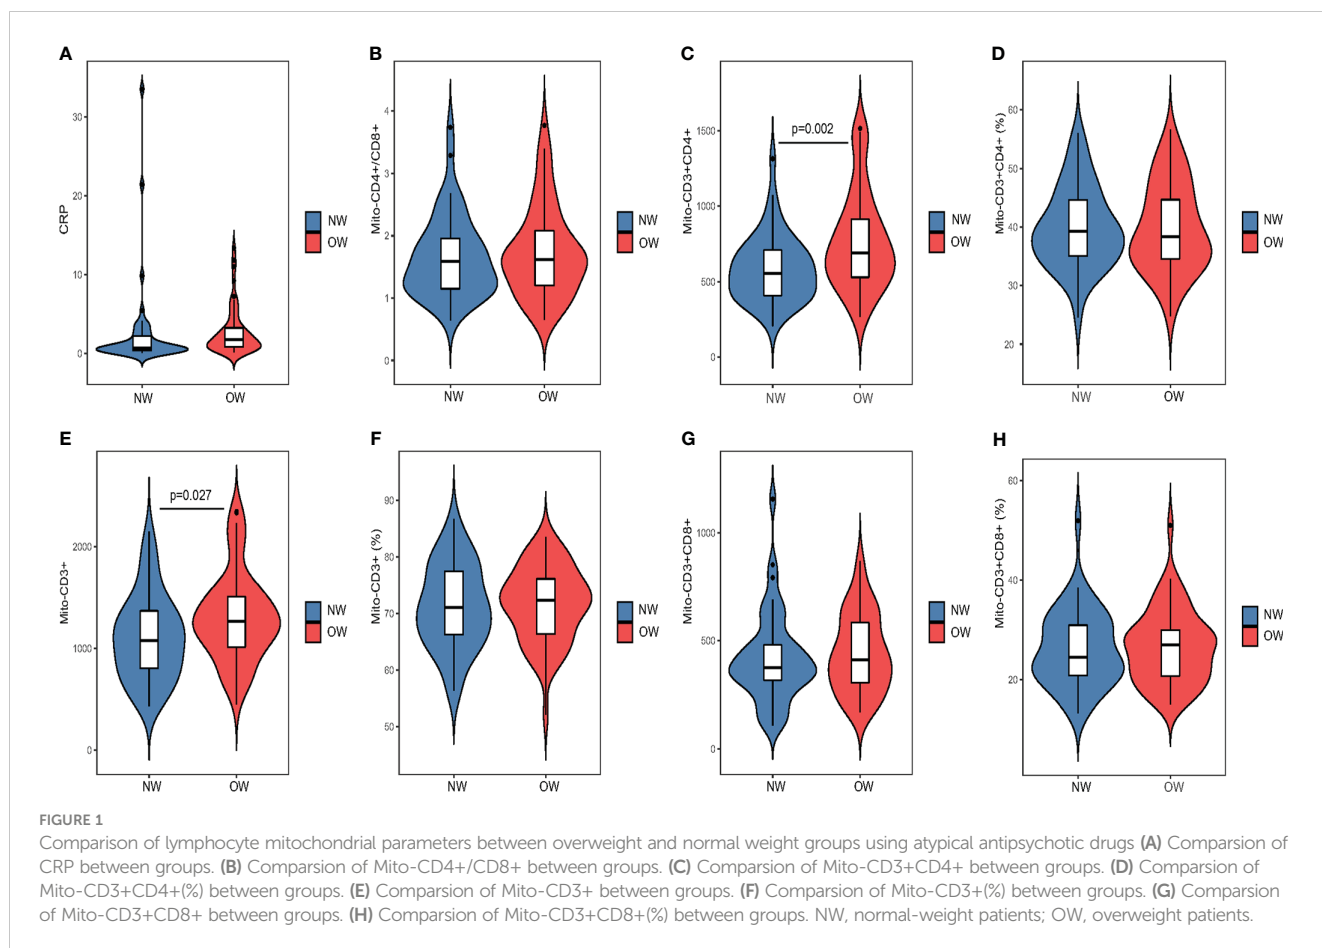 A
CRP
30
20
10
0
NW
OW
NW
OW
B
Mito-CD4+/CD8+
4
3
2
1
0
NW
OW
NW
OW
C
Mito-CD3+CD4+
1500
1000
500
0
p=0.002
NW
OW
NW
OW
D
Mito-CD3+CD4+ (%)
60
50
40
30
20
NW
OW
NW
OW
E
Mito-CD3+
2000
1000
0
p=0.027
NW
OW
NW
OW
F
Mito-CD3+ (%)
90
80
70
60
50
NW
OW
NW
OW
G
Mito-CD3+CD8+
1000
500
0
NW
OW
NW
OW
H
Mito-CD3+CD8+ (%)
60
40
20
NW
OW
NW
OW
FIGURE 1
Comparison of lymphocyte mitochondrial parameters between overweight and normal weight groups using atypical antipsychotic drugs (A) Comparsion of
CRP between groups. (B) Comparsion of Mito-CD4+/CD8+ between groups. (C) Comparsion of Mito-CD3+CD4+ between groups. (D) Comparsion of
Mito-CD3+CD4+(%) between groups. (E) Comparsion of Mito-CD3+ between groups. (F) Comparsion of Mito-CD3+(%) between groups. (G) Comparsion
of Mito-CD3+CD8+ between groups. (H) Comparsion of Mito-CD3+CD8+(%) between groups. NW, normal-weight patients; OW, overweight patients.